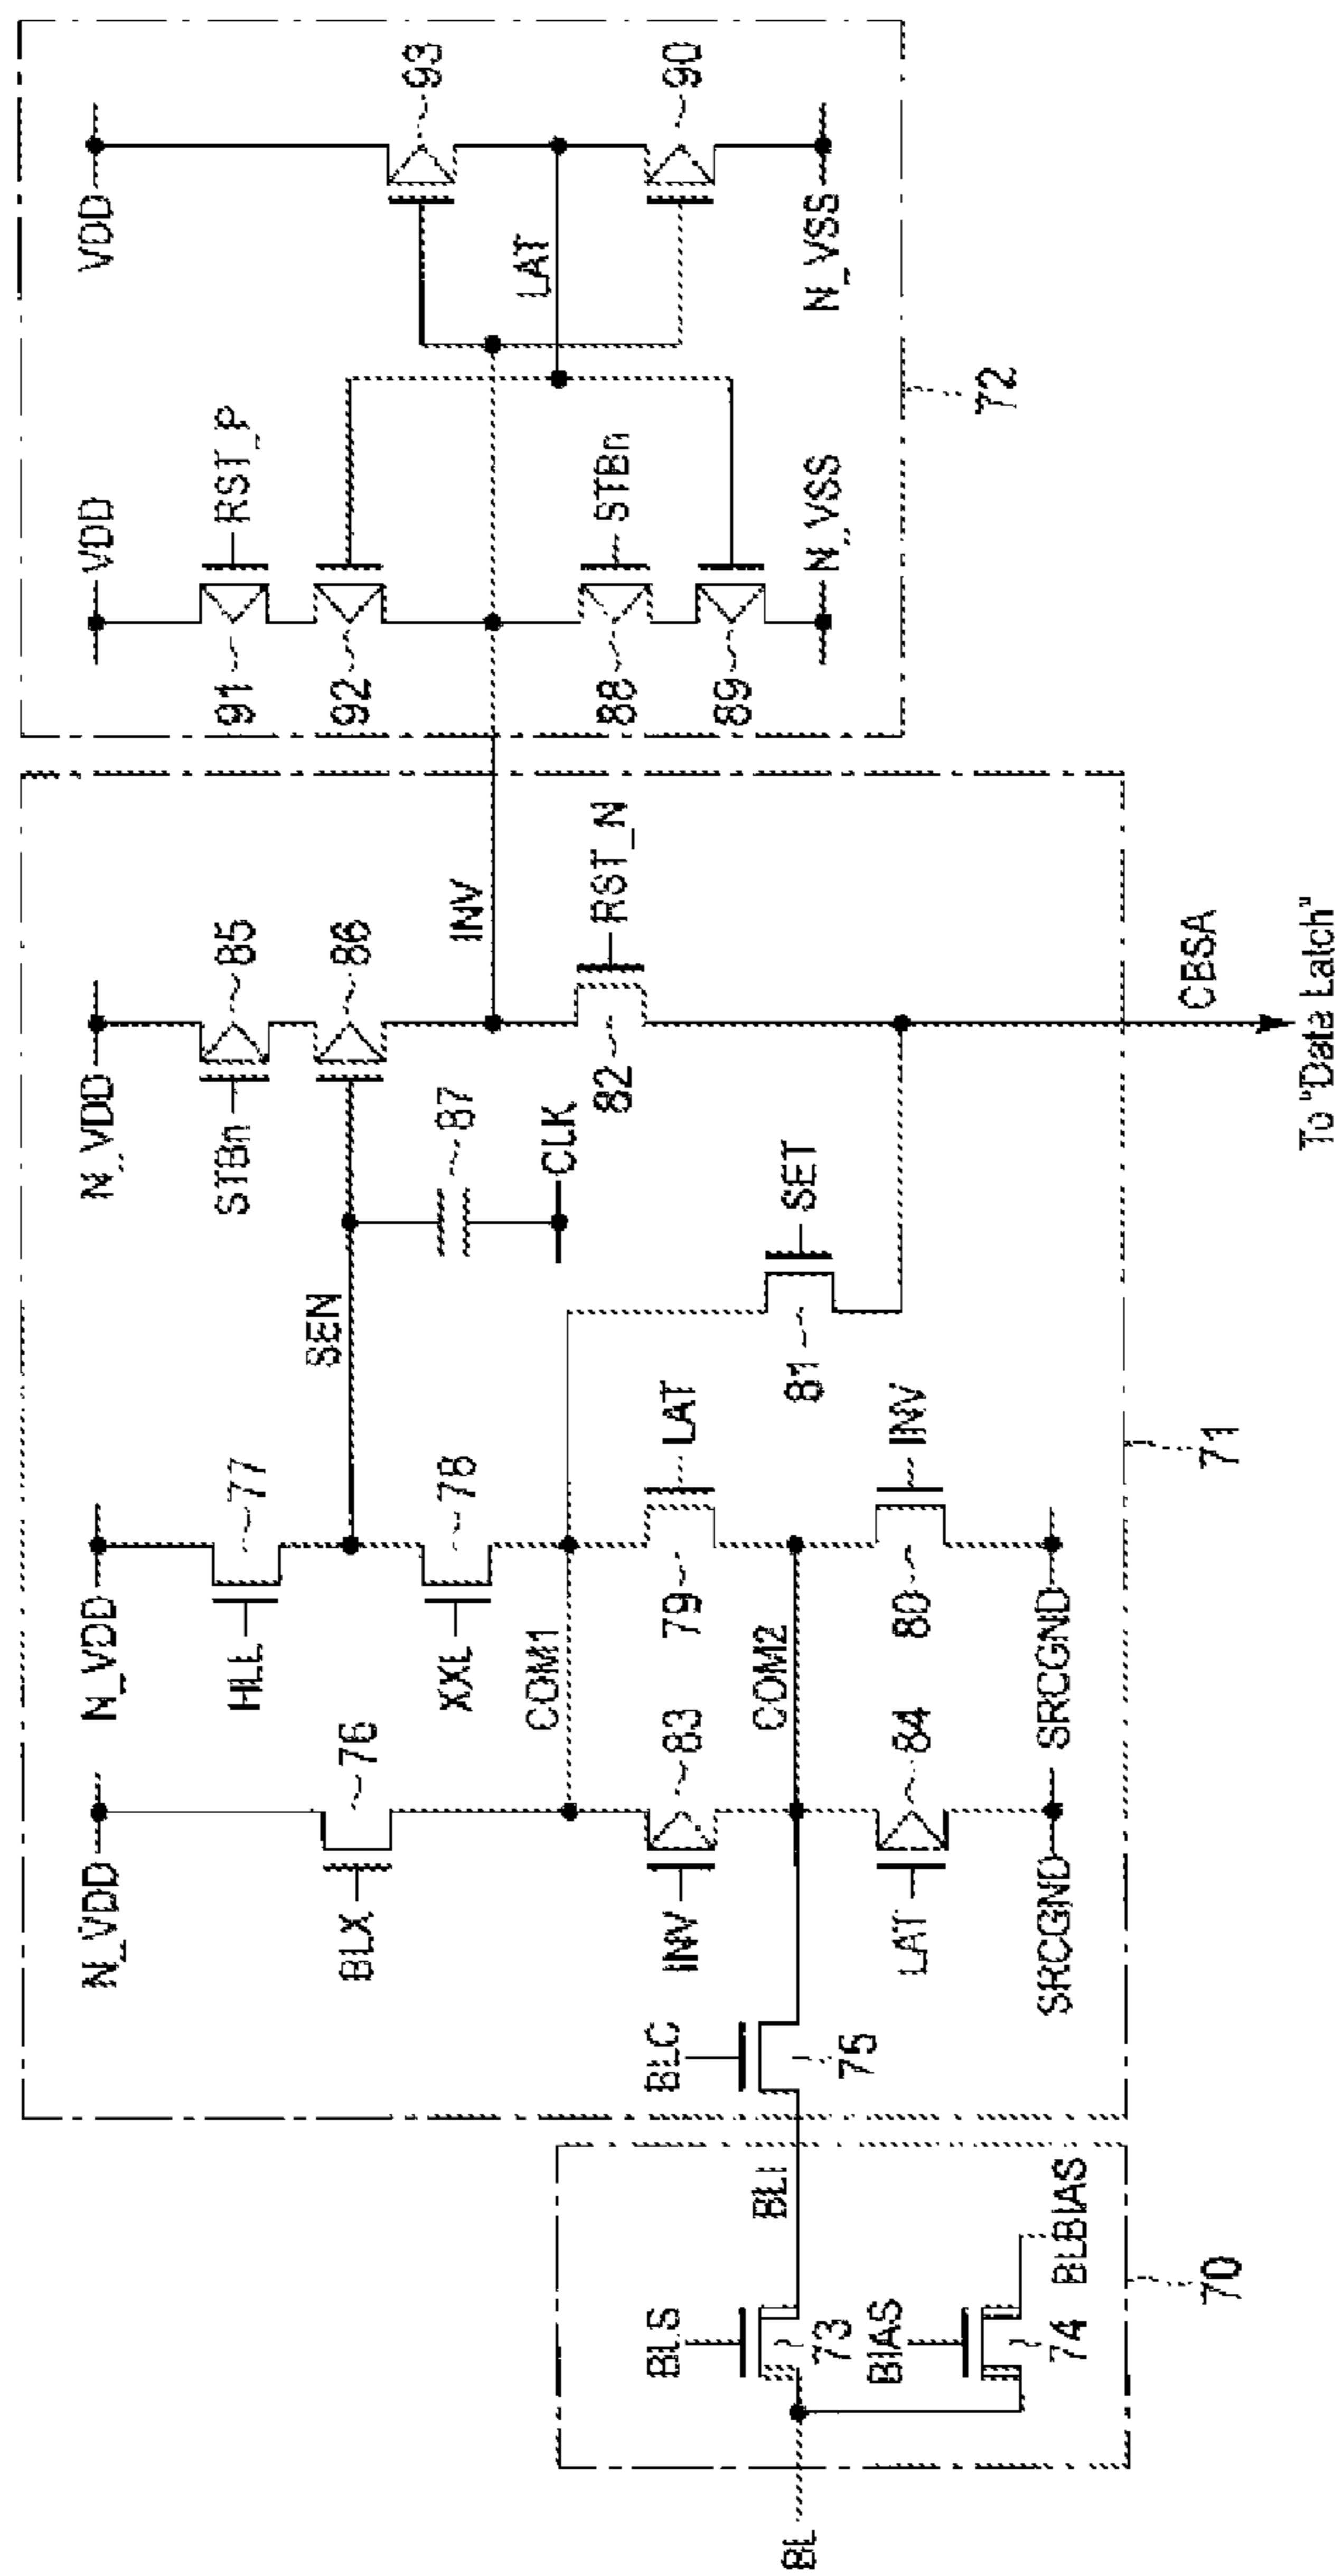 VDD
VDD
93
91
RST_P
92
LAT
90
88
STBn
89
N_VSS
N_VSS
72
N_VDD
N_VDD
N_VDD
STBn
85
86
HLL
77
SEN
87
CLK
INV
BLX
76
XXL
78
COM1
82
RST_N
INV
83
79
LAT
81
SET
COM2
LAT
84
80
INV
SRCGND
SRCGND
CBSA
To "Data Latch"
71
BLC
75
BLS
73
BLI
BL
BIAS
74
BLBIAS
70